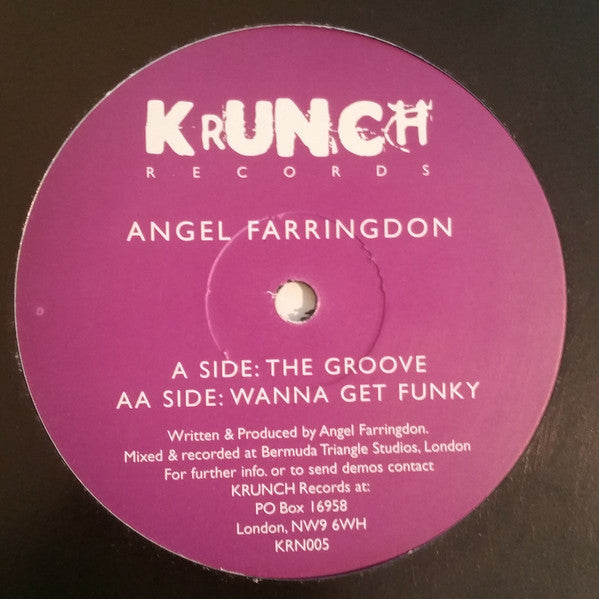 KRUNCH
RECORDS
ANGEL FARRINGDON
A SIDE: THE GROOVE
AA SIDE: WANNA GET FUNKY
Written & Produced by Angel Farringdon.
Mixed & recorded at Bermuda Triangle Studios, London
For further info. or to send demos contact
KRUNCH Records at:
PO Box 16958
London, NW9 6WH
KRN005